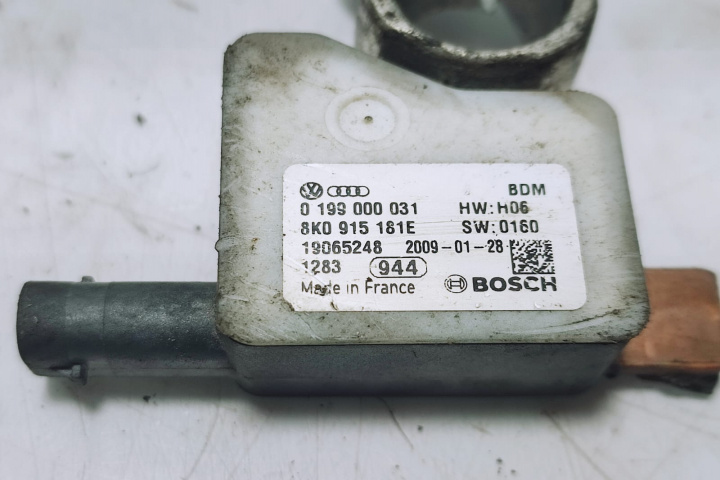 BDM
0 199 000 031 HW: H06
8K0 915 181E SW: 0160
19065248 2009-01-28
1283 944
Made in France BOSCH